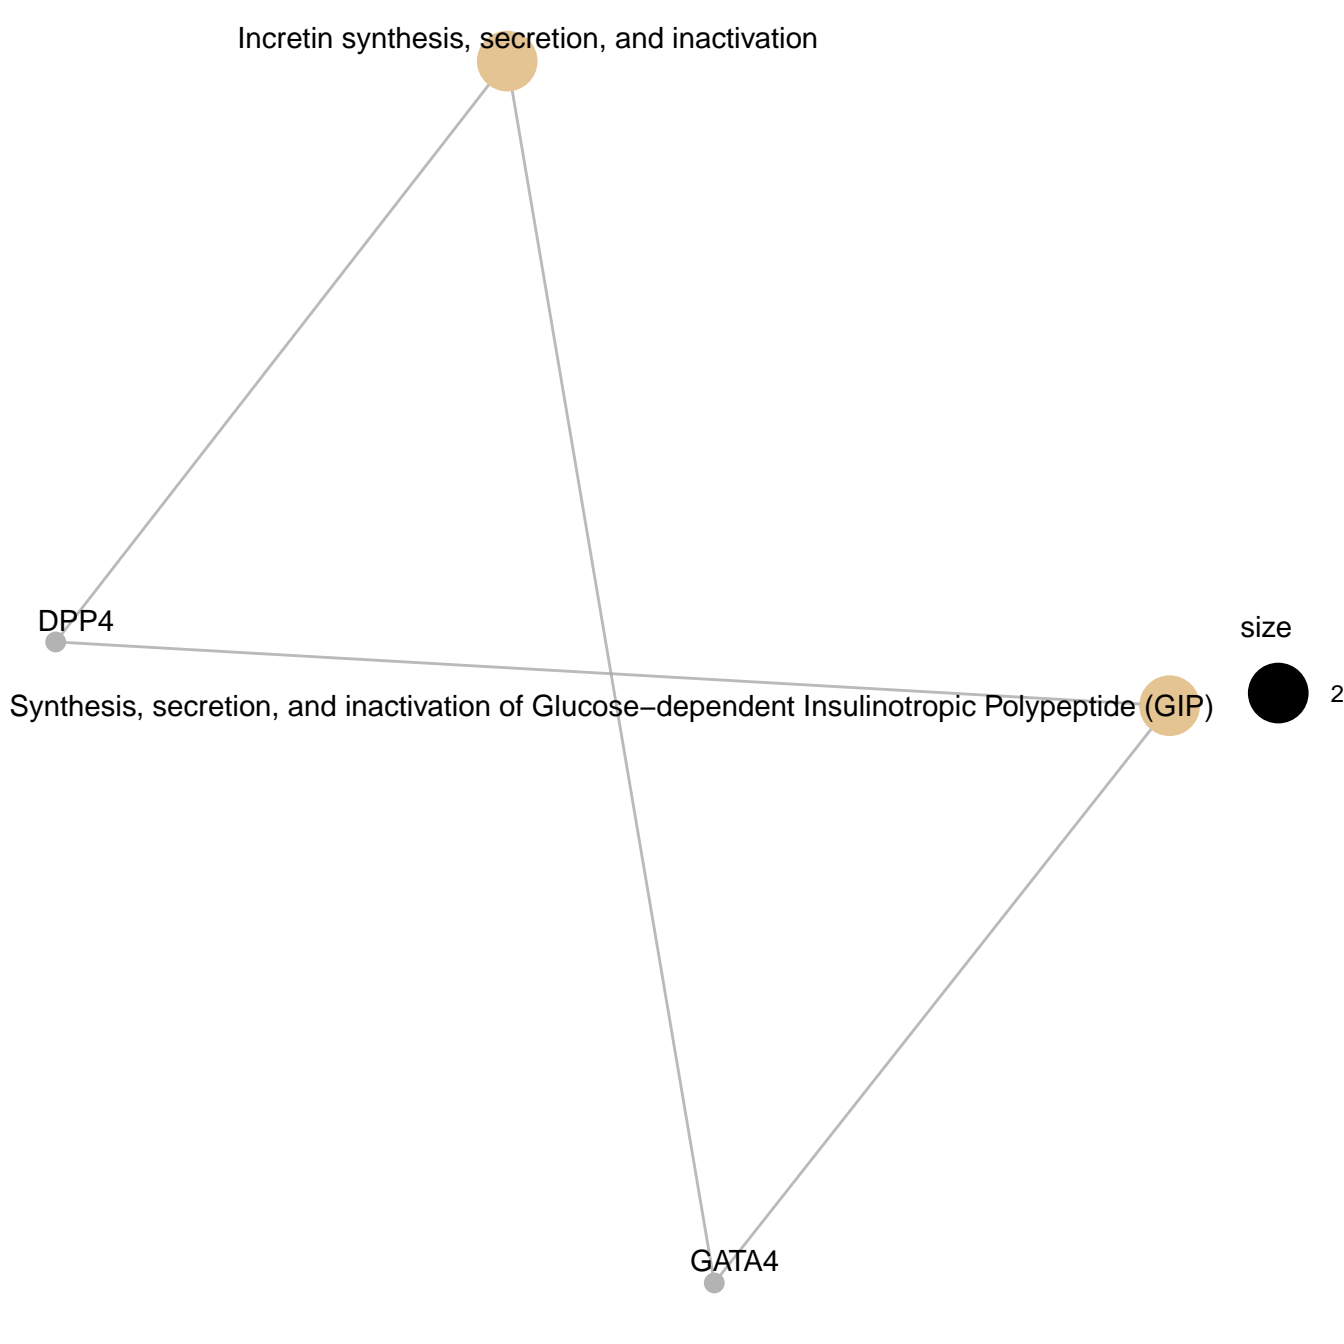 Incretin synthesis, secretion, and inactivation
DPP4
size
2
Synthesis, secretion, and inactivation of Glucose−dependent Insulinotropic Polypeptide (GIP)
GATA4